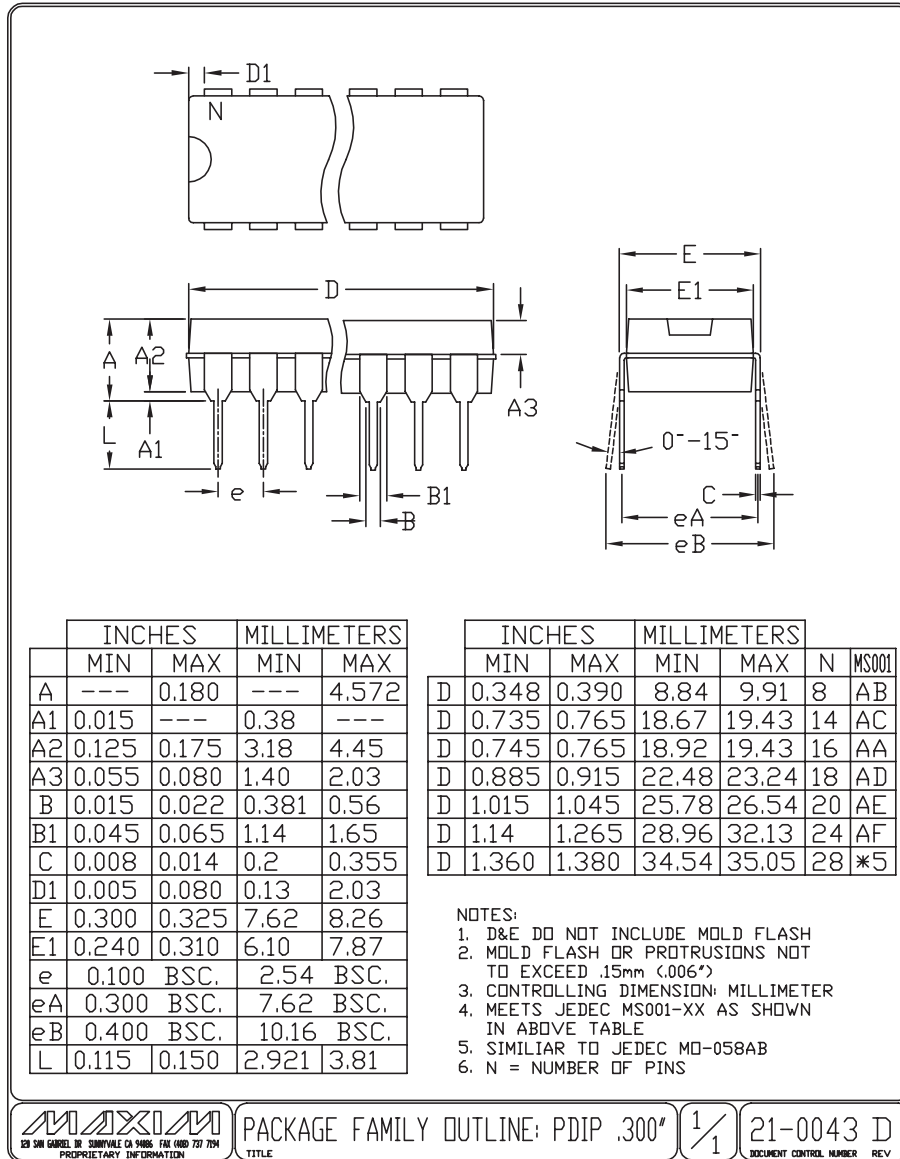 D1
N
D
E
E1
A
A2
A3
L
A1
0°-15°
e
B1
B
C
eA
eB
INCHES MILLIMETERS
MIN MAX MIN MAX
A --- 0.180 --- 4.572
A1 0.015 --- 0.38 ---
A2 0.125 0.175 3.18 4.45
A3 0.055 0.080 1.40 2.03
B 0.015 0.022 0.381 0.56
B1 0.045 0.065 1.14 1.65
C 0.008 0.014 0.2 0.355
D1 0.005 0.080 0.13 2.03
E 0.300 0.325 7.62 8.26
E1 0.240 0.310 6.10 7.87
e 0.100 BSC. 2.54 BSC.
eA 0.300 BSC. 7.62 BSC.
eB 0.400 BSC. 10.16 BSC.
L 0.115 0.150 2.921 3.81
INCHES MILLIMETERS
MIN MAX MIN MAX N MS001
D 0.348 0.390 8.84 9.91 8 AB
D 0.735 0.765 18.67 19.43 14 AC
D 0.745 0.765 18.92 19.43 16 AA
D 0.885 0.915 22.48 23.24 18 AD
D 1.015 1.045 25.78 26.54 20 AE
D 1.14 1.265 28.96 32.13 24 AF
D 1.360 1.380 34.54 35.05 28 *5
NOTES:
1. D&E DO NOT INCLUDE MOLD FLASH
2. MOLD FLASH OR PROTRUSIONS NOT
TO EXCEED .15mm (.006")
3. CONTROLLING DIMENSION: MILLIMETER
4. MEETS JEDEC MS001-XX AS SHOWN
IN ABOVE TABLE
5. SIMILIAR TO JEDEC MO-058AB
6. N = NUMBER OF PINS
MAXIM
120 SAN GABRIEL DR SUNNYVALE CA 94086 FAX (408) 737 7194
PROPRIETARY INFORMATION
PACKAGE FAMILY OUTLINE: PDIP .300"
TITLE
1/1
21-0043 D
DOCUMENT CONTROL NUMBER REV